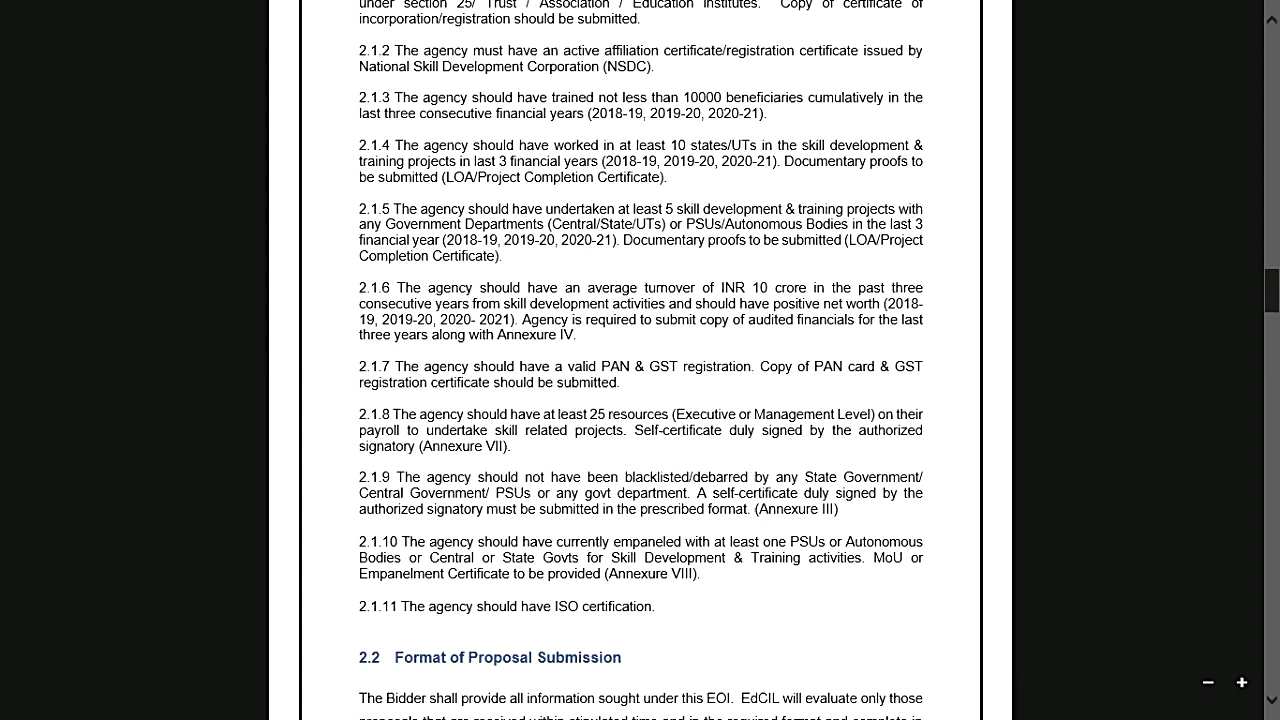 under section 25/ Trust / Association / Education Institutes. Copy of certificate of
incorporation/registration should be submitted.
2.1.2 The agency must have an active affiliation certificate/registration certificate issued by
National Skill Development Corporation (NSDC).
2.1.3 The agency should have trained not less than 10000 beneficiaries cumulatively in the
last three consecutive financial years (2018-19, 2019-20, 2020-21).
2.1.4 The agency should have worked in at least 10 states/UTs in the skill development &
training projects in last 3 financial years (2018-19, 2019-20, 2020-21). Documentary proofs to
be submitted (LOA/Project Completion Certificate).
2.1.5 The agency should have undertaken at least 5 skill development & training projects with
any Government Departments (Central/State/UTs) or PSUs/Autonomous Bodies in the last 3
financial year (2018-19, 2019-20, 2020-21). Documentary proofs to be submitted (LOA/Project
Completion Certificate).
2.1.6 The agency should have an average turnover of INR 10 crore in the past three
consecutive years from skill development activities and should have positive net worth (2018-
19, 2019-20, 2020- 2021). Agency is required to submit copy of audited financials for the last
three years along with Annexure IV.
2.1.7 The agency should have a valid PAN & GST registration. Copy of PAN card & GST
registration certificate should be submitted.
2.1.8 The agency should have at least 25 resources (Executive or Management Level) on their
payroll to undertake skill related projects. Self-certificate duly signed by the authorized
signatory (Annexure VII).
2.1.9 The agency should not have been blacklisted/debarred by any State Government/
Central Government/ PSUs or any govt department. A self-certificate duly signed by the
authorized signatory must be submitted in the prescribed format. (Annexure III)
2.1.10 The agency should have currently empaneled with at least one PSUs or Autonomous
Bodies or Central or State Govts for Skill Development & Training activities. MoU or
Empanelment Certificate to be provided (Annexure VIII).
2.1.11 The agency should have ISO certification.
2.2 Format of Proposal Submission
The Bidder shall provide all information sought under this EOI. EdCIL will evaluate only those
proposals that are received within stipulated time and in the required format and complete in